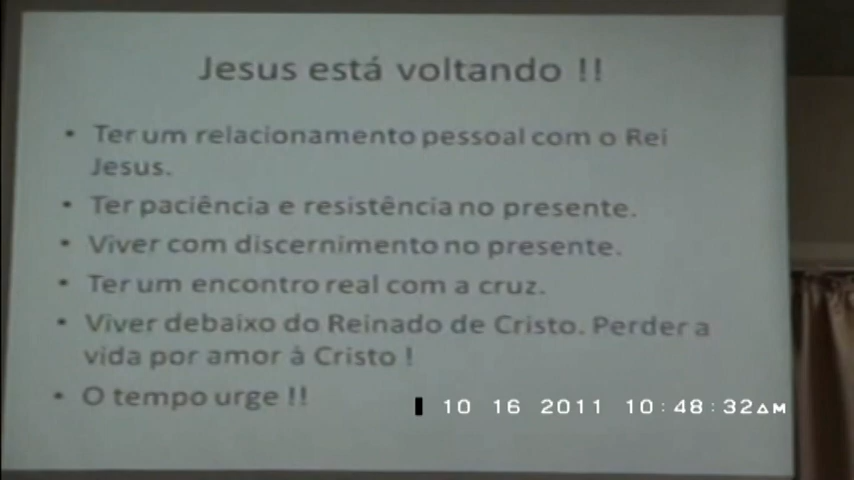 Jesus está voltando !!
• Ter um relacionamento pessoal com o Rei
Jesus.
• Ter paciência e resistência no presente.
• Viver com discernimento no presente.
• Ter um encontro real com a cruz.
• Viver debaixo do Reinado de Cristo. Perder a
vida por amor à Cristo !
• O tempo urge !!
10 16 2011 10:48:32AM